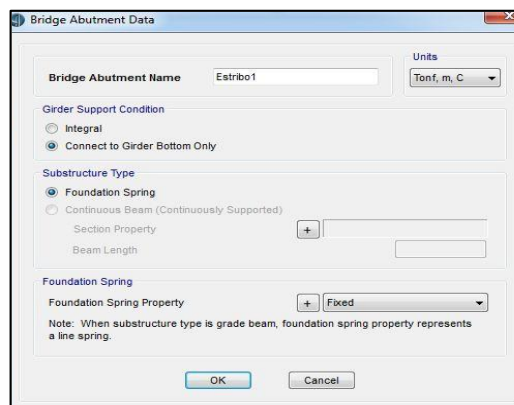 Bridge Abutment Data
Units
Bridge Abutment Name Estribo1 Tonf, m, C
Girder Support Condition
Integral
Connect to Girder Bottom Only
Substructure Type
Foundation Spring
Continuous Beam (Continuously Supported)
Section Property +
Beam Length
Foundation Spring
Foundation Spring Property + Fixed
Note: When substructure type is grade beam, foundation spring property represents
a line spring.
OK Cancel